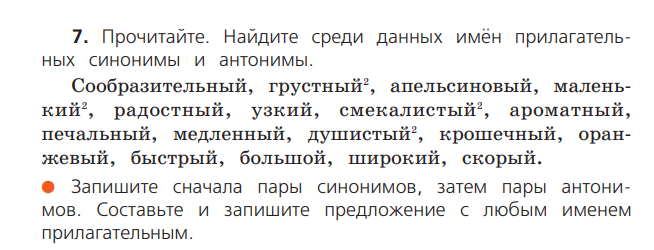 7. Прочитайте. Найдите среди данных имён прилагатель-
ных синонимы и антонимы.
Сообразительный, грустный², апельсиновый, малень-
кий², радостный, узкий, смекалистый², ароматный,
печальный, медленный, душистый², крошечный, оран-
жевый, быстрый, большой, широкий, скорый.
● Запишите сначала пары синонимов, затем пары антони-
мов. Составьте и запишите предложение с любым именем
прилагательным.